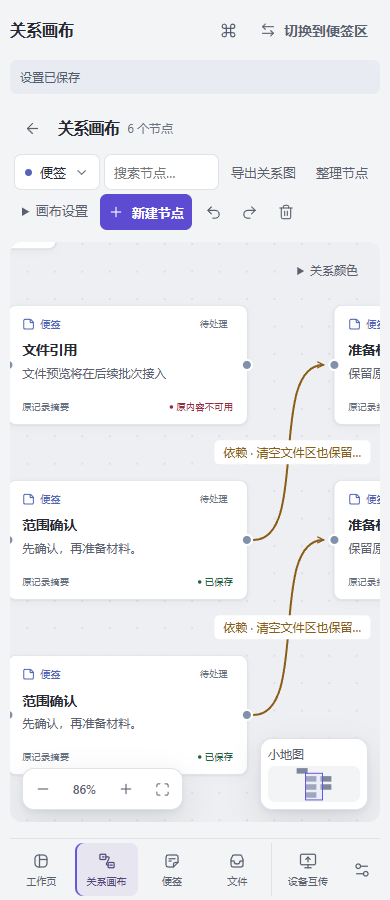 关系画布
切换到便签区
设置已保存
关系画布 6 个节点
便签
搜索节点...
导出关系图
整理节点
画布设置
新建节点
关系颜色
便签 待处理
文件引用
文件预览将在后续批次接入
原记录摘要 原内容不可用
准备
保留原
原记录摘
依赖 · 清空文件区也保留...
便签 待处理
范围确认
先确认，再准备材料。
原记录摘要 已保存
便签
准备
保留原
原记录摘
依赖 · 清空文件区也保留...
便签 待处理
范围确认
先确认，再准备材料。
原记录摘要 已保存
小地图
86%
工作页
关系画布
便签
文件
设备互传